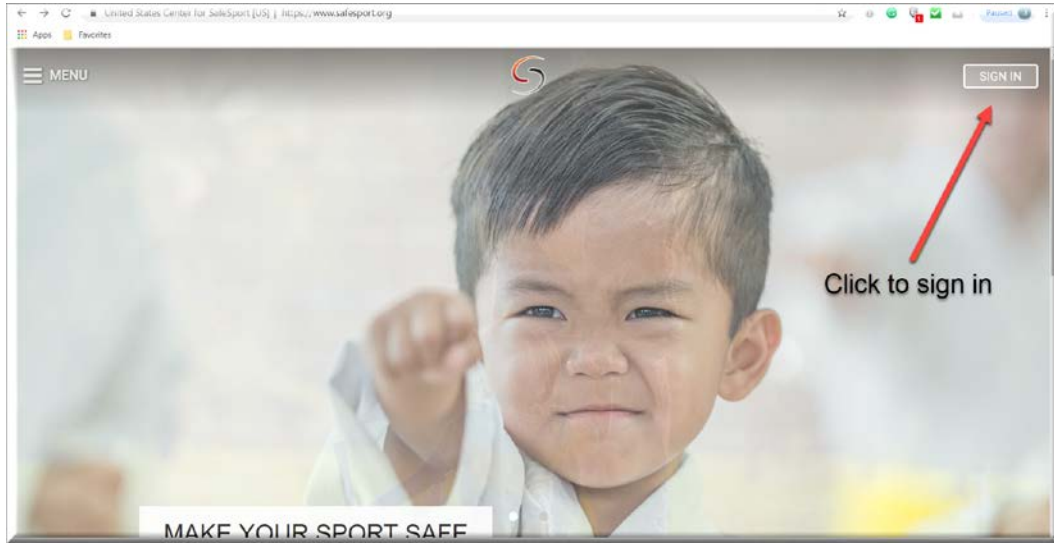 United States Center for SafeSport [US] | https://www.safesport.org
Paused
Apps Favorites
MENU
SIGN IN
Click to sign in
MAKE YOUR SPORT SAFE